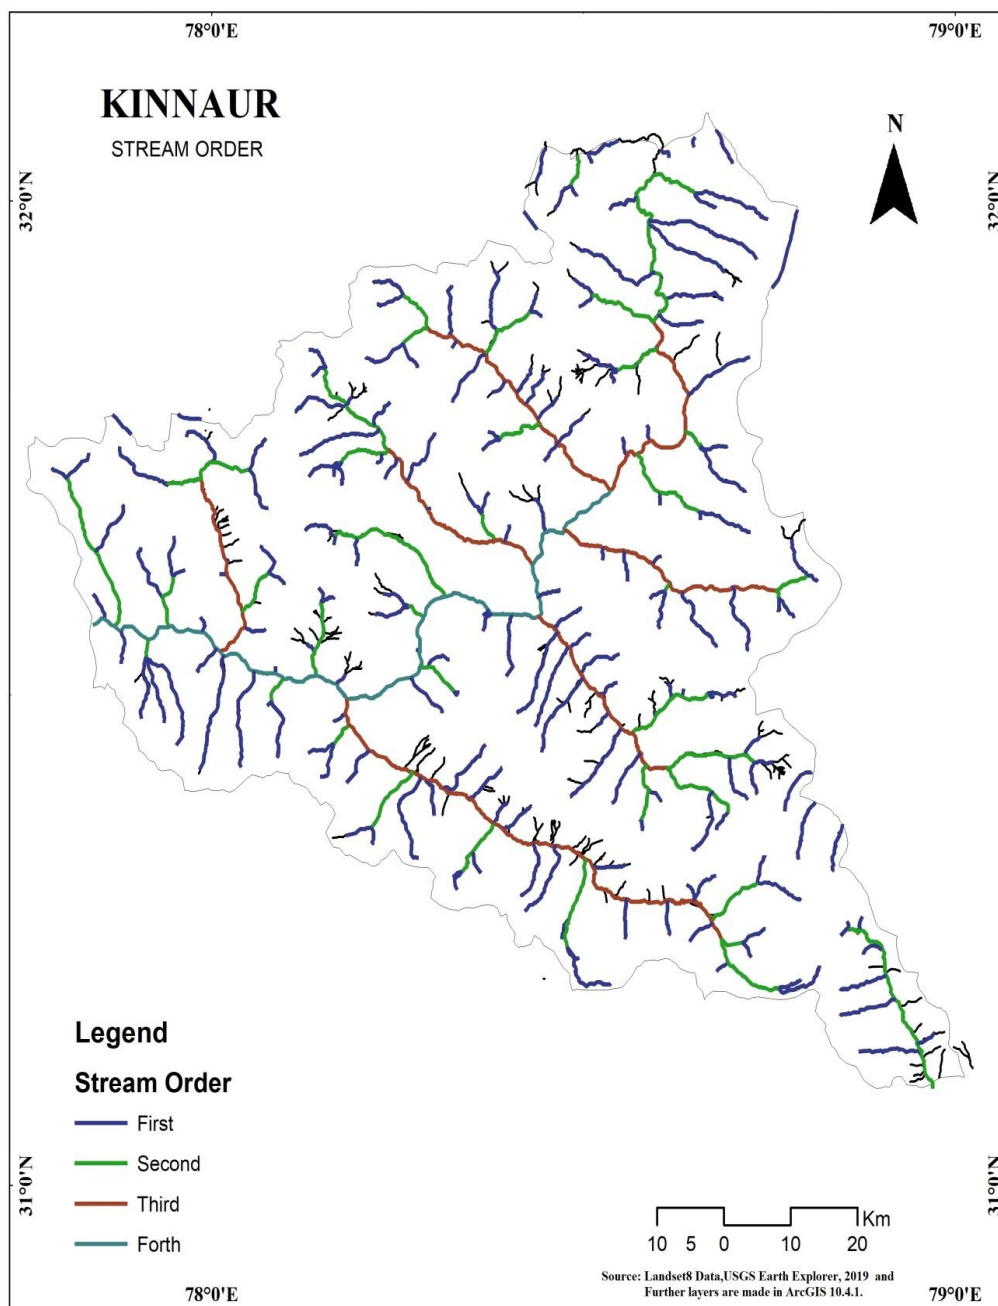 78°0'E
79°0'E
KINNAUR
STREAM ORDER
N
32°0'N
32°0'N
Legend
Stream Order
First
Second
Third
Forth
31°0'N
31°0'N
Km
10 5 0 10 20
Source: Landset8 Data,USGS Earth Explorer, 2019 and
Further layers are made in ArcGIS 10.4.1.
78°0'E
79°0'E